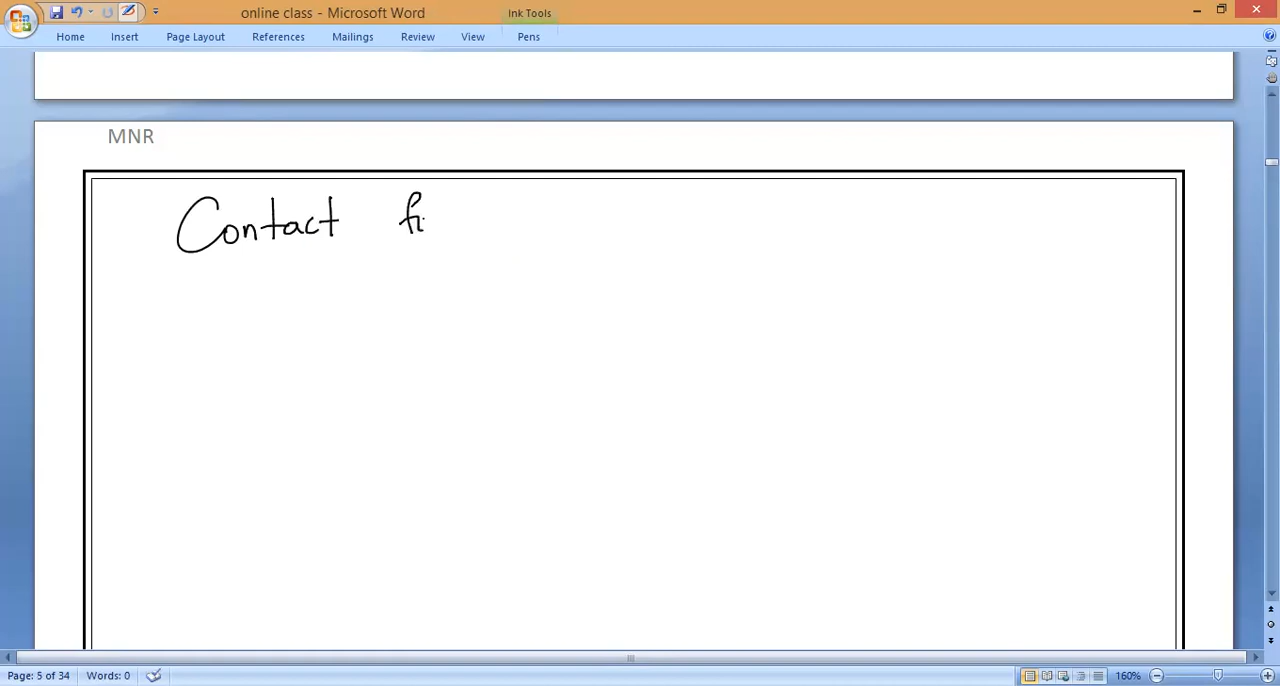 online class - Microsoft Word
Ink Tools
Home Insert Page Layout References Mailings Review View Pens
MNR
Contact fi
Page: 5 of 34 Words: 0 160%